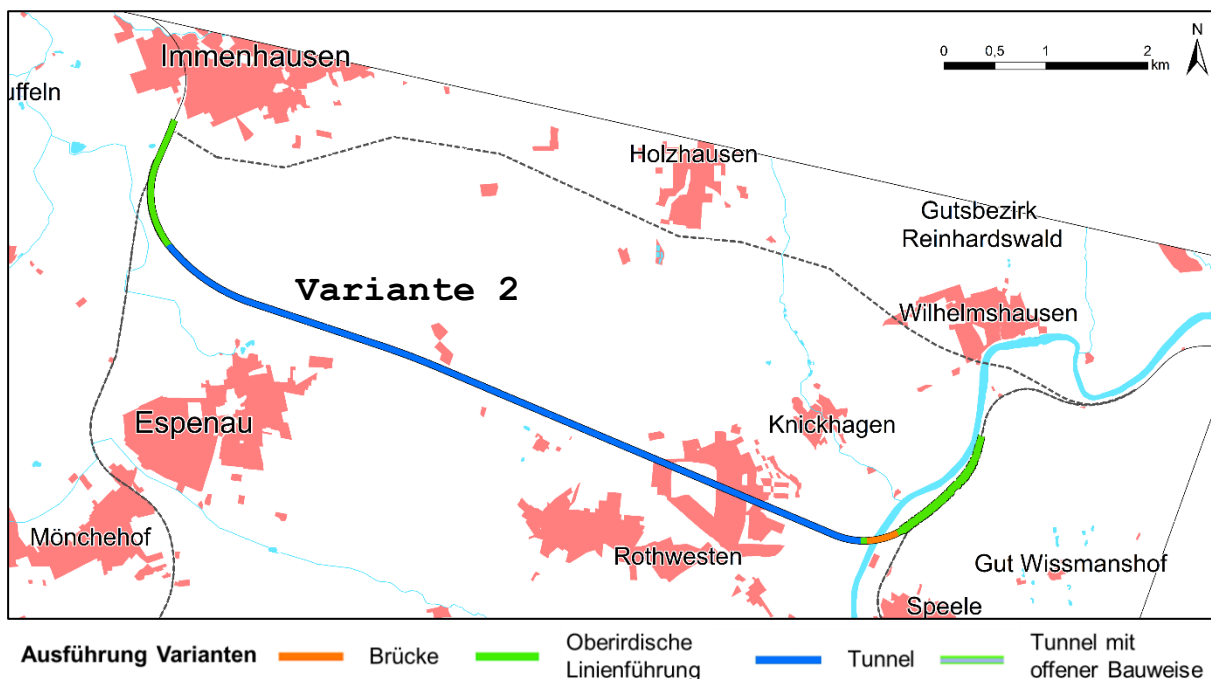 Immenhausen
uffeln
0 0,5 1 2
km
N
Holzhausen
Gutsbezirk
Reinhardswald
Variante 2
Wilhelmshausen
Espenau
Knickhagen
Mönchehof
Rothwesten
Gut Wissmanshof
Speele
Ausführung Varianten
Brücke
Oberirdische
Linienführung
Tunnel
Tunnel mit
offener Bauweise